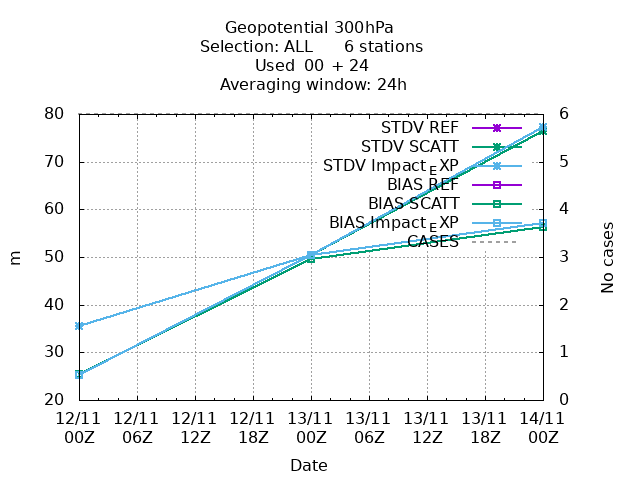 Geopotential 300hPa
Selection: ALL 6 stations
Used 00 + 24
Averaging window: 24h
80 6
STDV REF
STDV SCATT
STDV Impact_EXP
BIAS REF
BIAS SCATT
BIAS Impact_EXP
CASES
70 5
60 4
50 3
40 2
30 1
20 0
m
No cases
12/11 12/11 12/11 12/11 13/11 13/11 13/11 13/11 14/11
00Z 06Z 12Z 18Z 00Z 06Z 12Z 18Z 00Z
Date